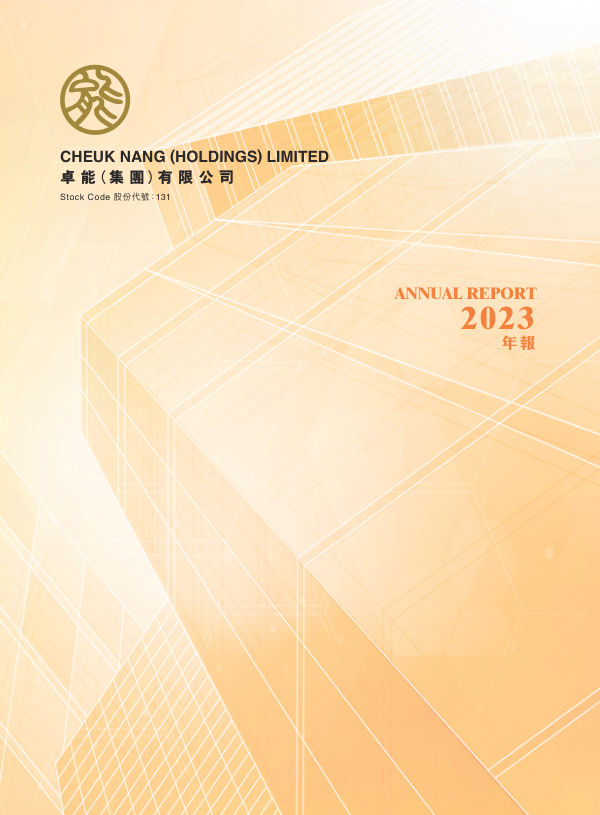 CHEUK NANG (HOLDINGS) LIMITED
卓能(集團)有限公司
Stock Code 股份代號:131
ANNUAL REPORT
2023
年報